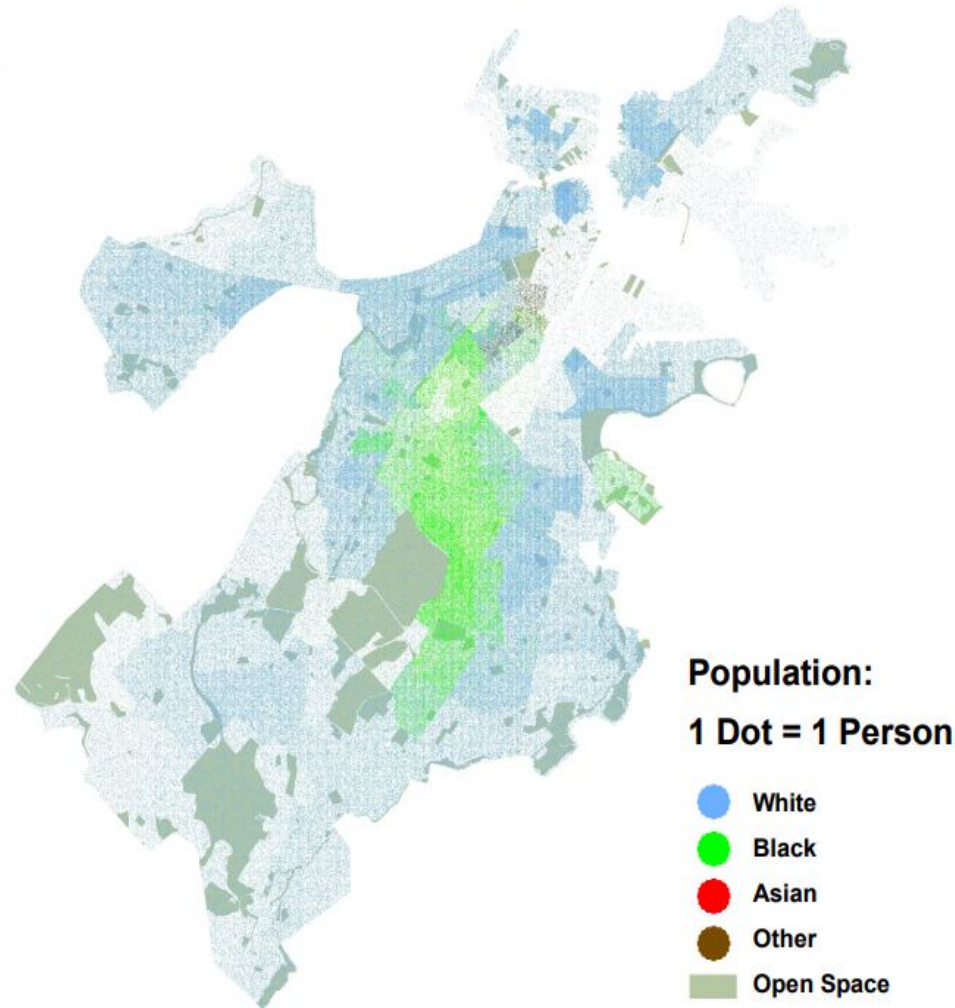 Population:
1 Dot = 1 Person
White
Black
Asian
Other
Open Space